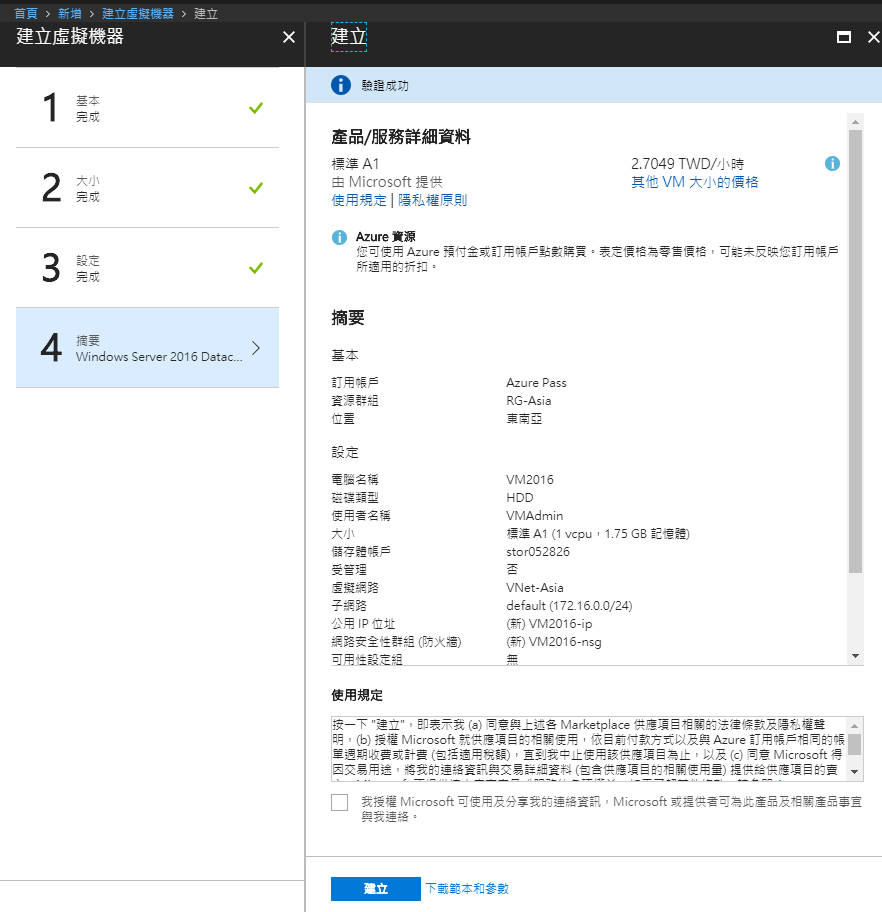 首頁 > 新增 > 建立虛擬機器 > 建立
建立虛擬機器
1 基本
完成
2 大小
完成
3 設定
完成
4 摘要
Windows Server 2016 Datac...
建立
驗證成功
產品/服務詳細資料
標準 A1 2.7049 TWD/小時
由 Microsoft 提供 其他 VM 大小的價格
使用規定 | 隱私權原則
Azure 資源
您可使用 Azure 預付金或訂用帳戶點數購買。表定價格為零售價格，可能未反映您訂用帳戶
所適用的折扣。
摘要
基本
訂用帳戶 Azure Pass
資源群組 RG-Asia
位置 東南亞
設定
電腦名稱 VM2016
磁碟類型 HDD
使用者名稱 VMAdmin
大小 標準 A1 (1 vcpu，1.75 GB 記憶體)
儲存體帳戶 stor052826
受管理 否
虛擬網路 VNet-Asia
子網路 default (172.16.0.0/24)
公用 IP 位址 (新) VM2016-ip
網路安全性群組 (防火牆) (新) VM2016-nsg
可用性設定組 無
使用規定
按一下 "建立"，即表示我 (a) 同意與上述各 Marketplace 供應項目相關的法律條款及隱私權聲
明，(b) 授權 Microsoft 就供應項目的相關使用，依目前付款方式以及與 Azure 訂用帳戶相同的帳
單週期收費或計費 (包括適用稅額)，直到我中止使用該供應項目為止，以及 (c) 同意 Microsoft 得
因交易用途，將我的連絡資訊與交易詳細資料 (包含供應項目的相關使用量) 提供給供應項目的賣
我授權 Microsoft 可使用及分享我的連絡資訊，Microsoft 或提供者可為此產品及相關產品事宜
與我連絡。
建立 下載範本和參數